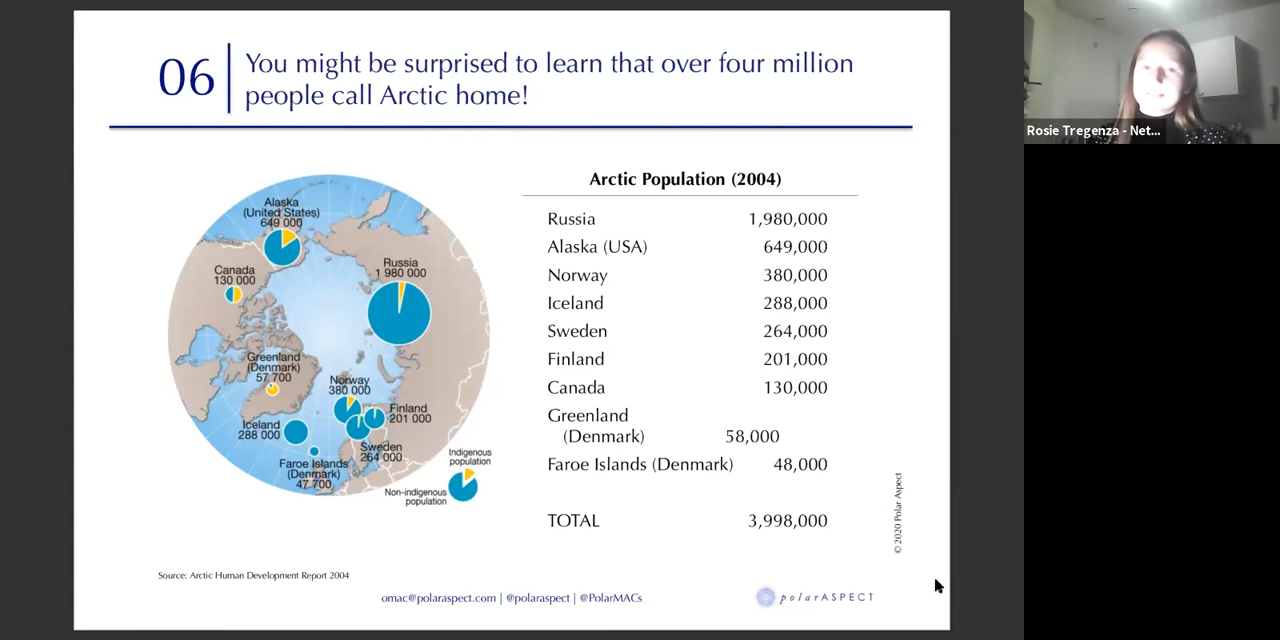 06
You might be surprised to learn that over four million
people call Arctic home!
Alaska
(United States)
649 000
Canada
130 000
Russia
1 980 000
Greenland
(Denmark)
57 700
Norway
380 000
Finland
201 000
Iceland
288 000
Sweden
264 000
Faroe Islands
(Denmark)
47 700
Indigenous
population
Non-indigenous
population
Arctic Population (2004)
Russia 1,980,000
Alaska (USA) 649,000
Norway 380,000
Iceland 288,000
Sweden 264,000
Finland 201,000
Canada 130,000
Greenland
(Denmark) 58,000
Faroe Islands (Denmark) 48,000
TOTAL 3,998,000
© 2020 Polar Aspect
Source: Arctic Human Development Report 2004
omac@polaraspect.com | @polaraspect | @PolarMACs
polarASPECT
Rosie Tregenza - Net...